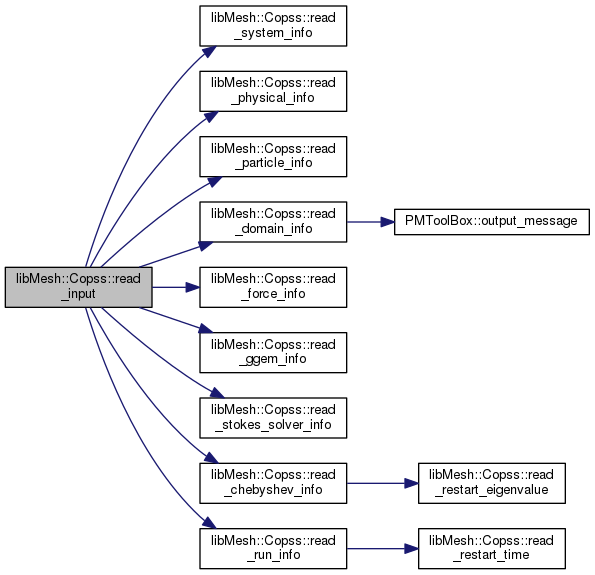 libMesh::Copss::read
_system_info
libMesh::Copss::read
_physical_info
libMesh::Copss::read
_particle_info
libMesh::Copss::read
_domain_info
PMToolBox::output_message
libMesh::Copss::read
_input
libMesh::Copss::read
_force_info
libMesh::Copss::read
_ggem_info
libMesh::Copss::read
_stokes_solver_info
libMesh::Copss::read
_chebyshev_info
libMesh::Copss::read
_restart_eigenvalue
libMesh::Copss::read
_run_info
libMesh::Copss::read
_restart_time